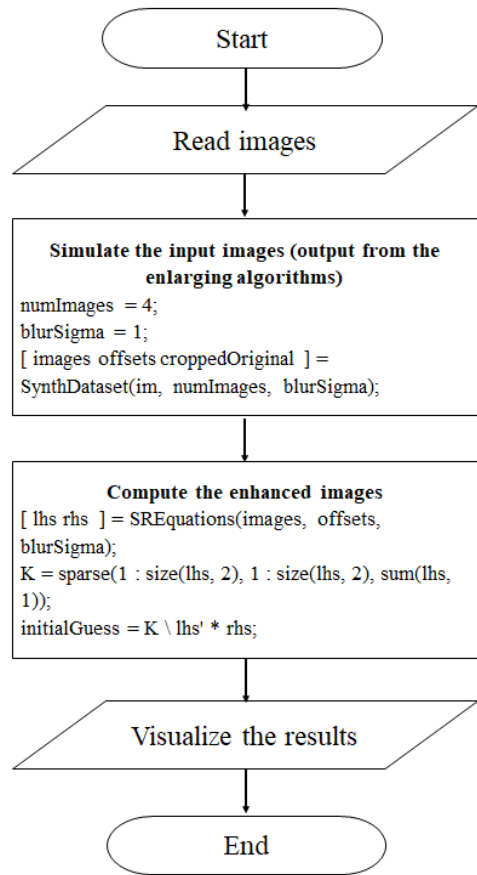 Start
Read images
Simulate the input images (output from the
enlarging algorithms)
numImages = 4;
blurSigma = 1;
[ images offsets croppedOriginal ] =
SynthDataset(im, numImages, blurSigma);
Compute the enhanced images
[ lhs rhs ] = SREquations(images, offsets,
blurSigma);
K = sparse(1 : size(lhs, 2), 1 : size(lhs, 2), sum(lhs,
1));
initialGuess = K \ lhs' * rhs;
Visualize the results
End